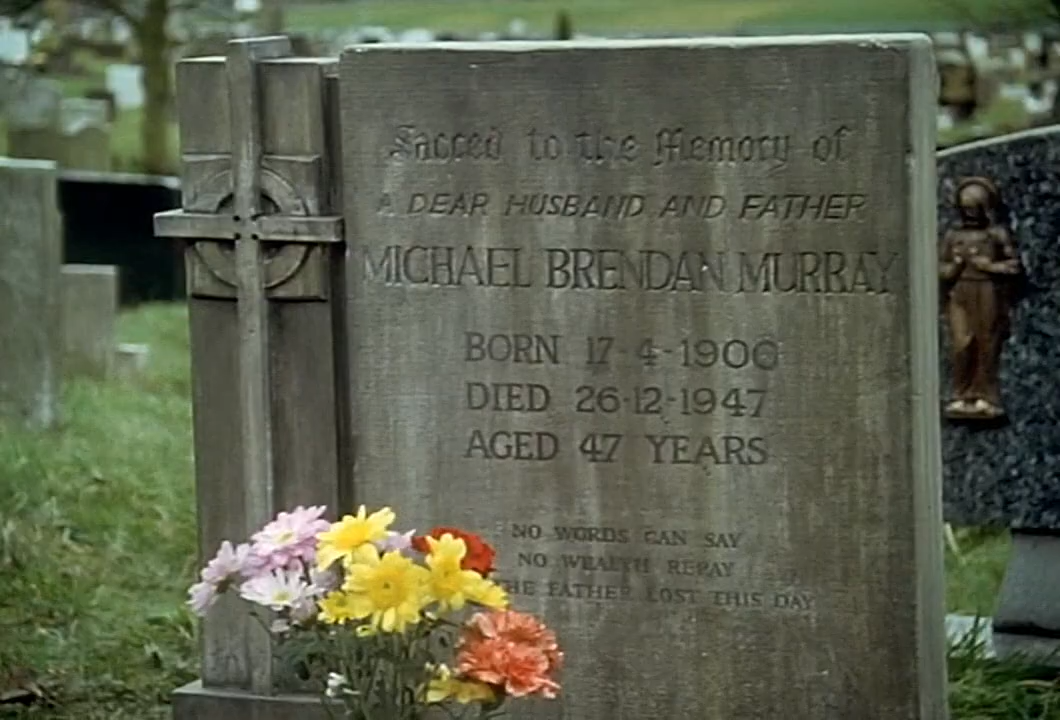 Sacred to the Memory of
A DEAR HUSBAND AND FATHER
MICHAEL BRENDAN MURRAY
BORN 17-4-1900
DIED 26-12-1947
AGED 47 YEARS
NO WORDS CAN SAY
NO WEALTH REPAY
THE FATHER LOST THIS DAY